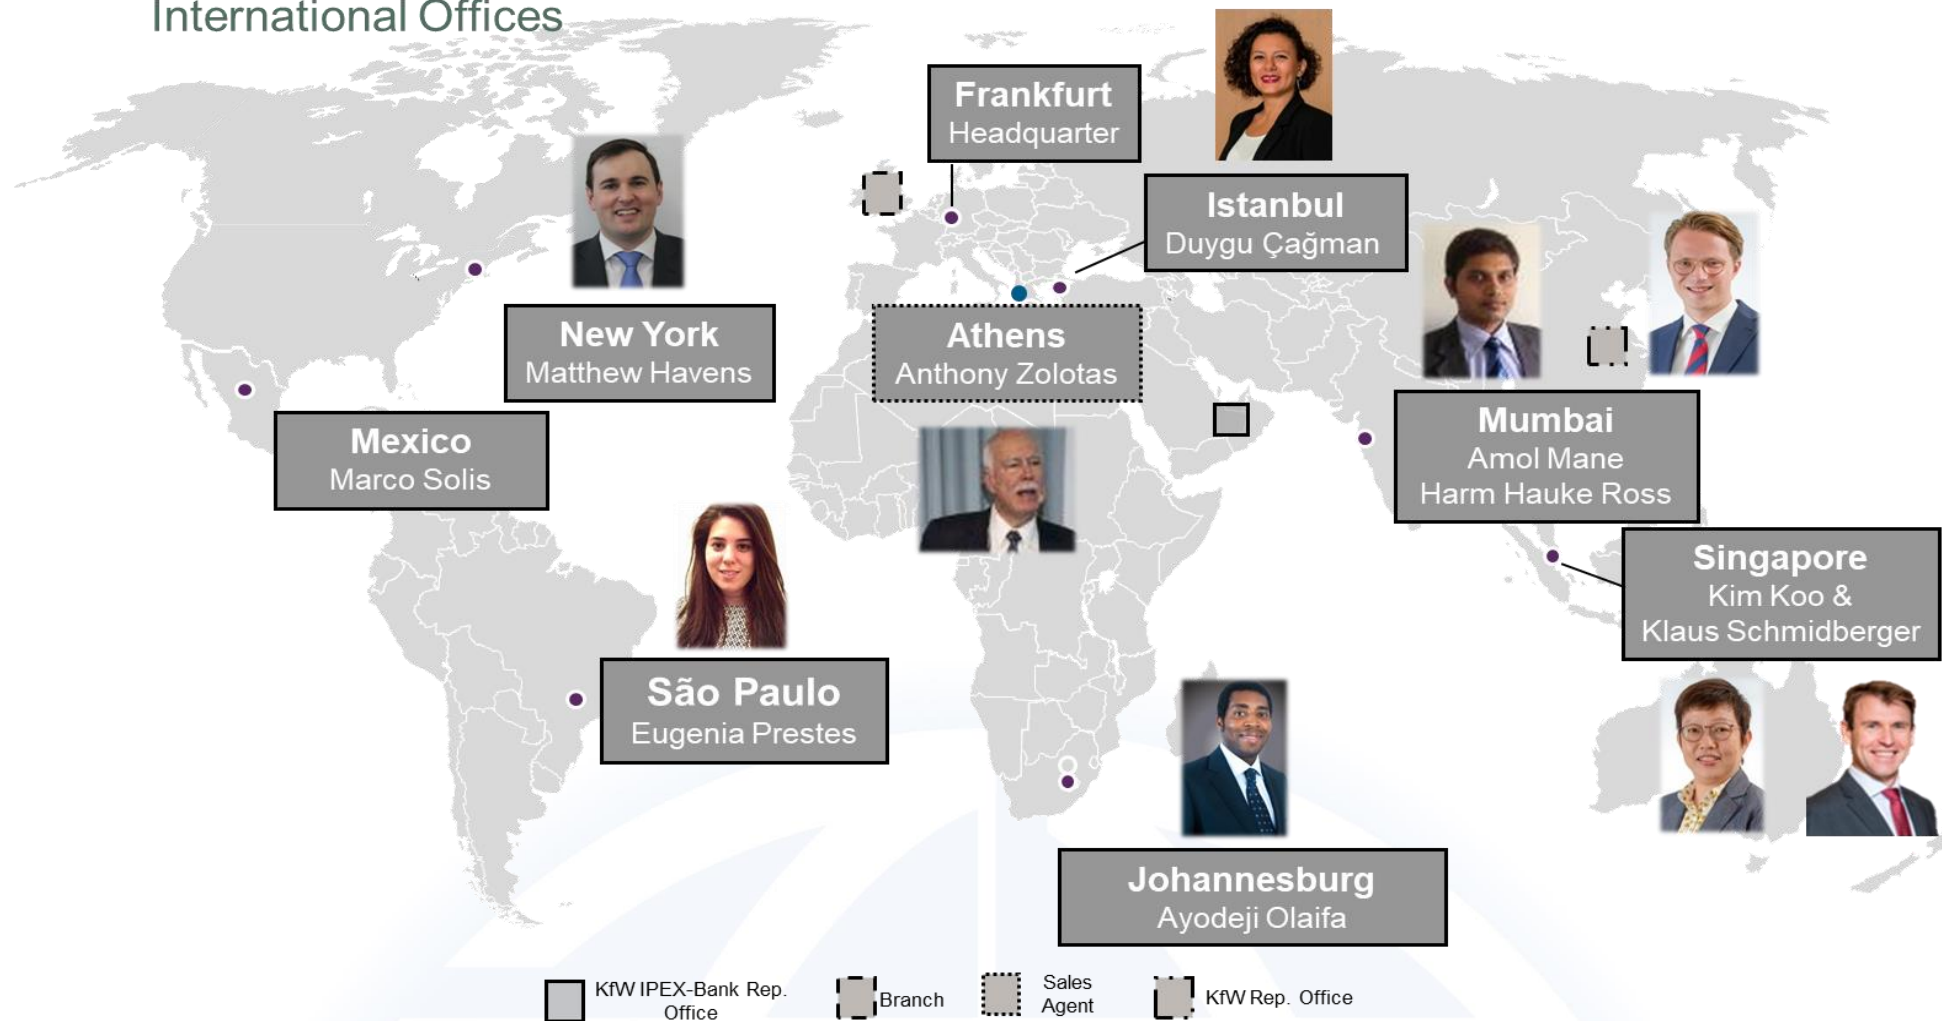 International Offices
Frankfurt
Headquarter
Istanbul
Duygu Çağman
New York
Matthew Havens
Athens
Anthony Zolotas
Mexico
Marco Solis
Mumbai
Amol Mane
Harm Hauke Ross
Singapore
Kim Koo &
Klaus Schmidberger
São Paulo
Eugenia Prestes
Johannesburg
Ayodeji Olaifa
KfW IPEX-Bank Rep.
Office
Branch
Sales
Agent
KfW Rep. Office